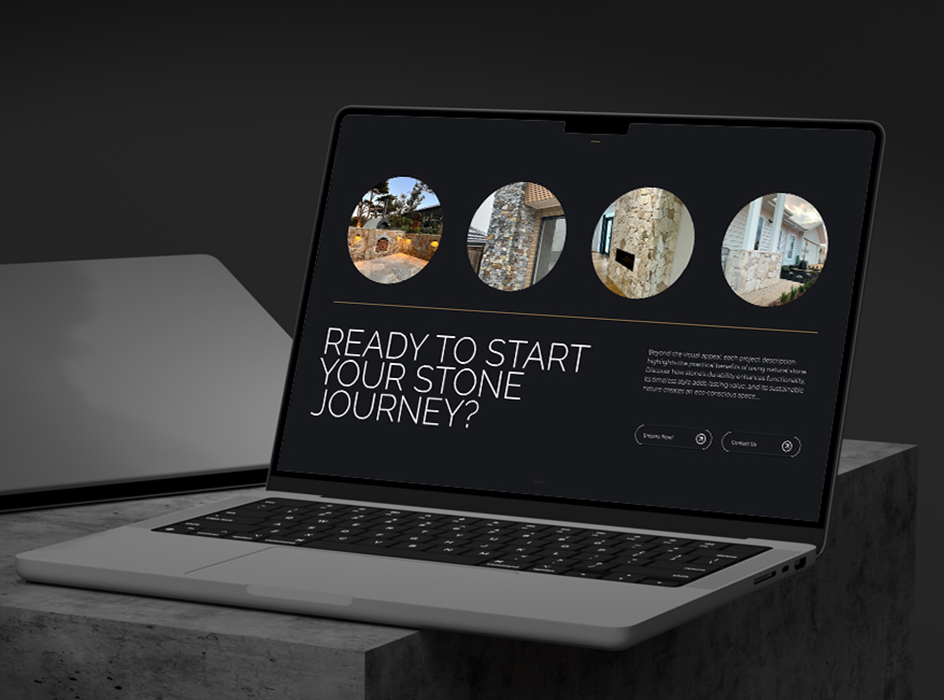 READY TO START
YOUR STONE
JOURNEY?
Beyond the visual appeal, each project description
highlights the practical benefits of using natural stone.
Discover how stone's durability enhances functionality,
its timeless style adds lasting value, and its sustainable
nature creates an eco-conscious space...
Enquire Now!
Contact Us